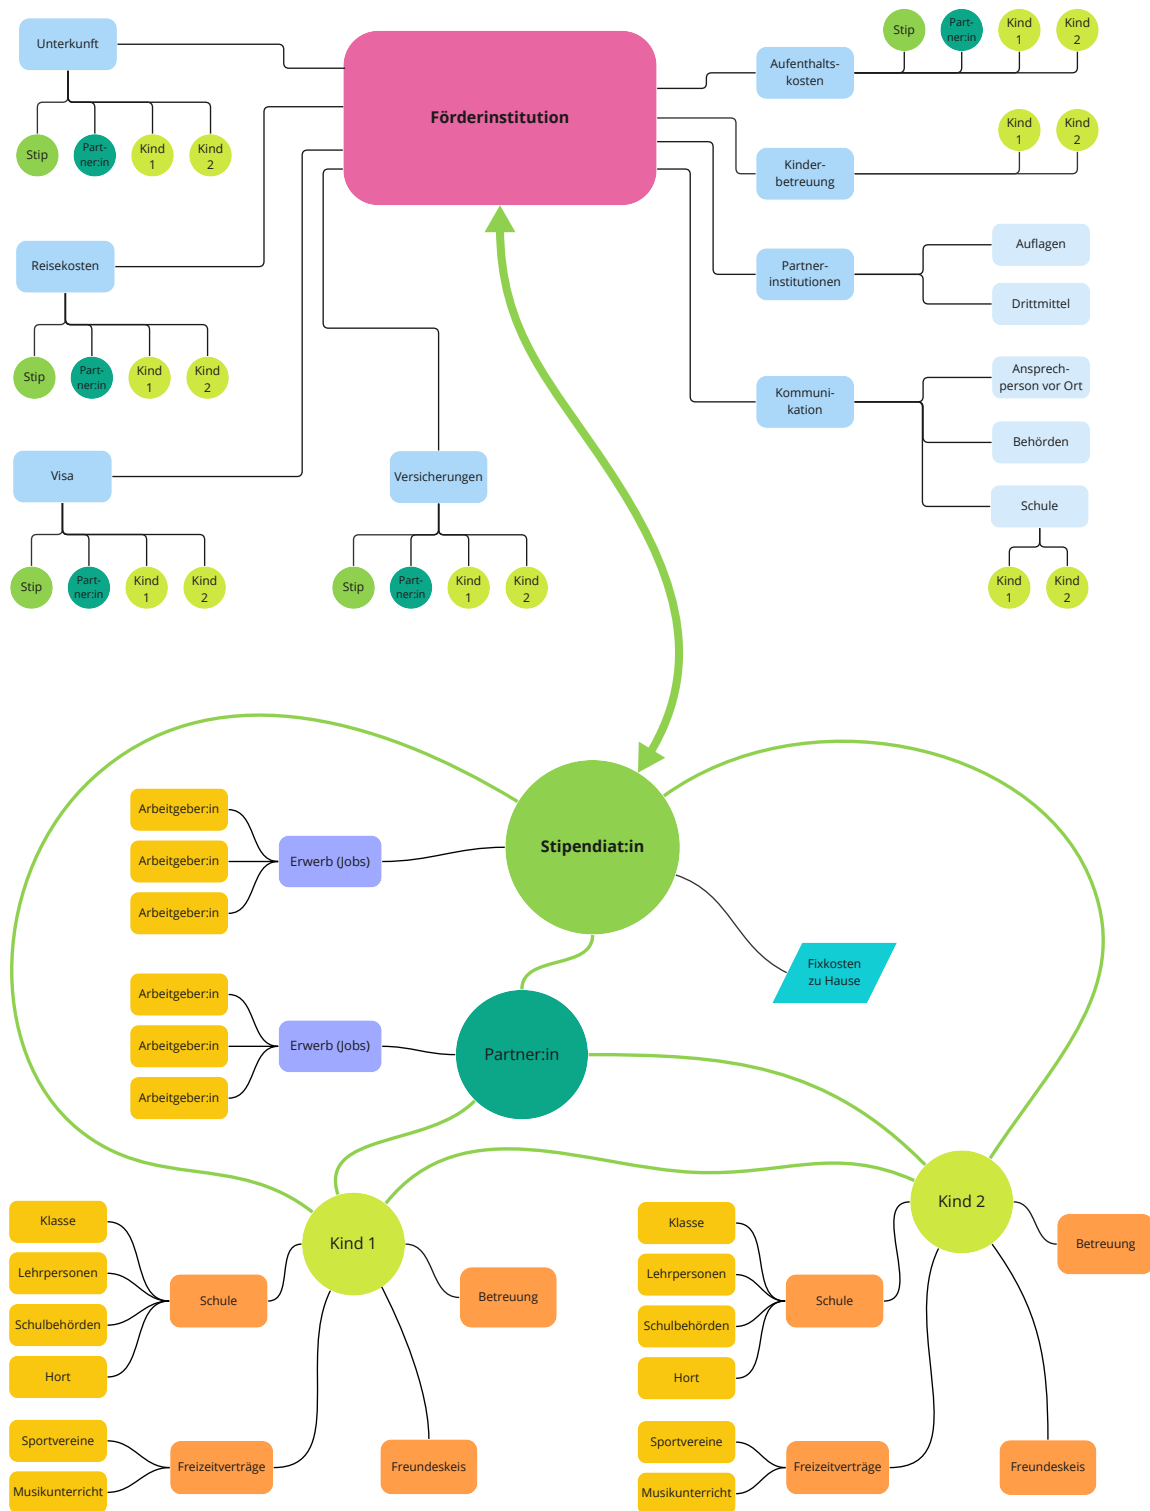 Unterkunft
Stip
Part-
ner:in
Kind
1
Kind
2
Reisekosten
Stip
Part-
ner:in
Kind
1
Kind
2
Visa
Stip
Part-
ner:in
Kind
1
Kind
2
Förderinstitution
Versicherungen
Stip
Part-
ner:in
Kind
1
Kind
2
Stip
Part-
ner:in
Kind
1
Kind
2
Aufenthalts-
kosten
Kind
1
Kind
2
Kinder-
betreuung
Partner-
institutionen
Auflagen
Drittmittel
Kommuni-
kation
Ansprech-
person vor Ort
Behörden
Schule
Kind
1
Kind
2
Stipendiat:in
Erwerb (Jobs)
Arbeitgeber:in
Arbeitgeber:in
Arbeitgeber:in
Fixkosten
zu Hause
Partner:in
Erwerb (Jobs)
Arbeitgeber:in
Arbeitgeber:in
Arbeitgeber:in
Kind 1
Klasse
Lehrpersonen
Schulbehörden
Hort
Schule
Betreuung
Sportvereine
Musikunterricht
Freizeitverträge
Freundeskeis
Kind 2
Klasse
Lehrpersonen
Schulbehörden
Hort
Schule
Betreuung
Sportvereine
Musikunterricht
Freizeitverträge
Freundeskeis